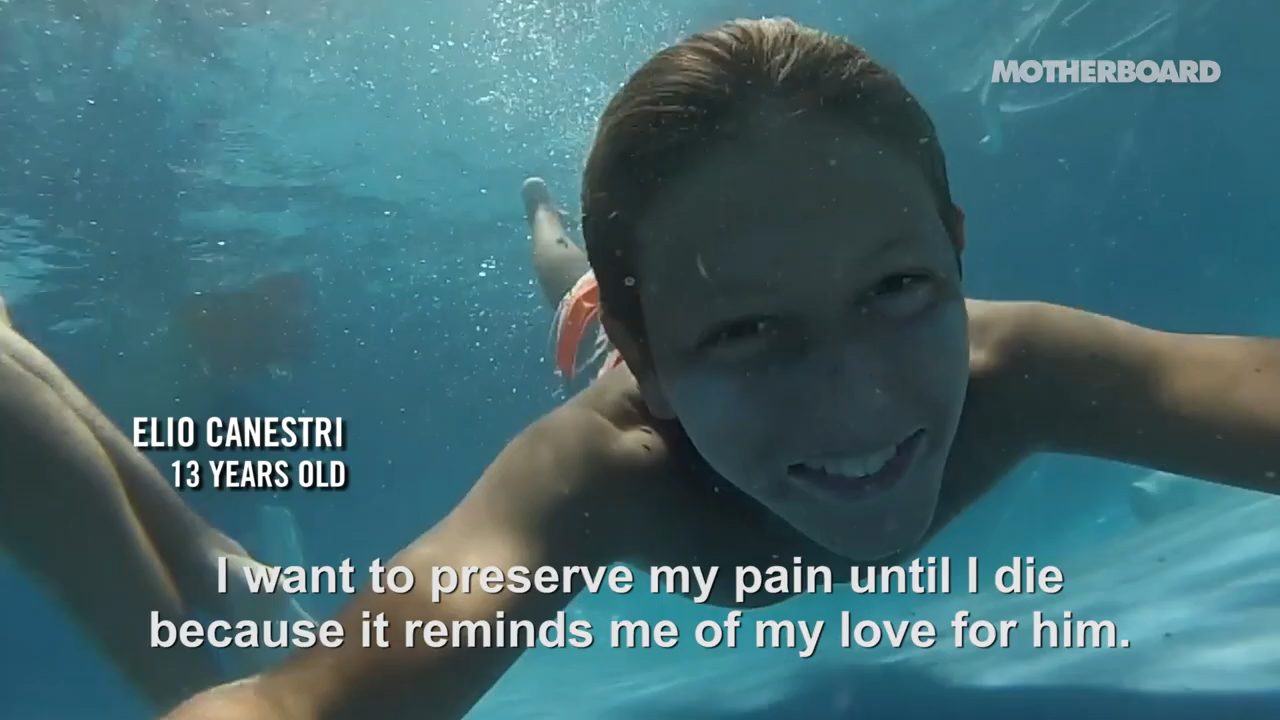 MOTHERBOARD
ELIO CANESTRI
13 YEARS OLD
I want to preserve my pain until I die
because it reminds me of my love for him.